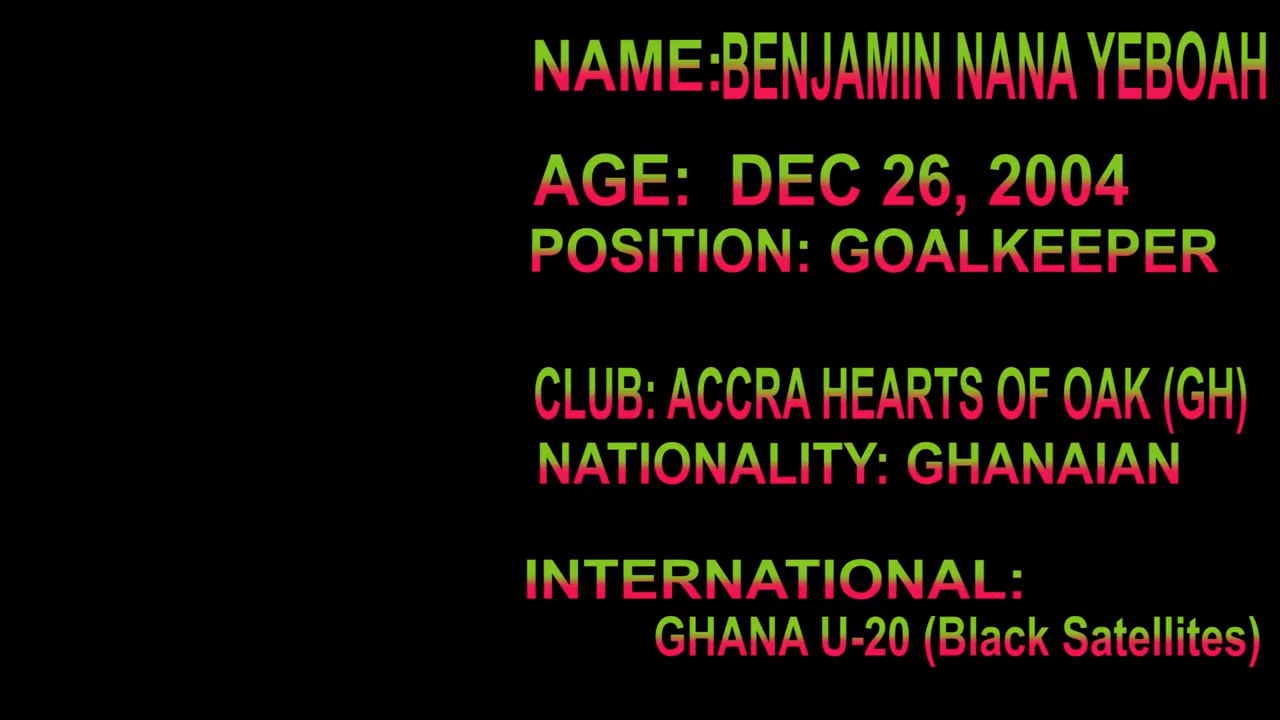 NAME:BENJAMIN NANA YEBOAH
AGE: DEC 26, 2004
POSITION: GOALKEEPER
CLUB: ACCRA HEARTS OF OAK (GH)
NATIONALITY: GHANAIAN
INTERNATIONAL:
GHANA U-20 (Black Satellites)